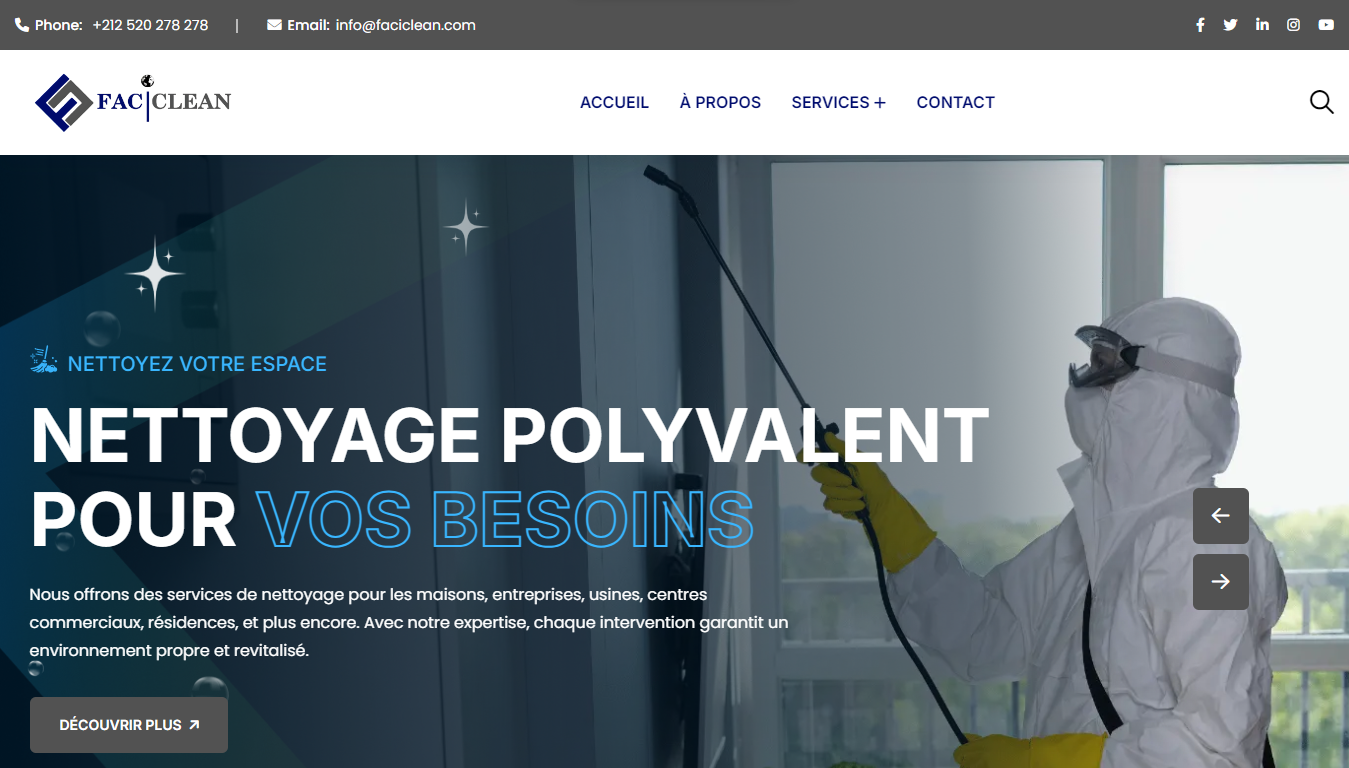 Phone: +212 520 278 278 | Email: info@faciclean.com
FAC CLEAN
ACCUEIL À PROPOS SERVICES + CONTACT
NETTOYEZ VOTRE ESPACE
NETTOYAGE POLYVALENT
POUR VOS BESOINS
Nous offrons des services de nettoyage pour les maisons, entreprises, usines, centres
commerciaux, résidences, et plus encore. Avec notre expertise, chaque intervention garantit un
environnement propre et revitalisé.
DÉCOUVRIR PLUS